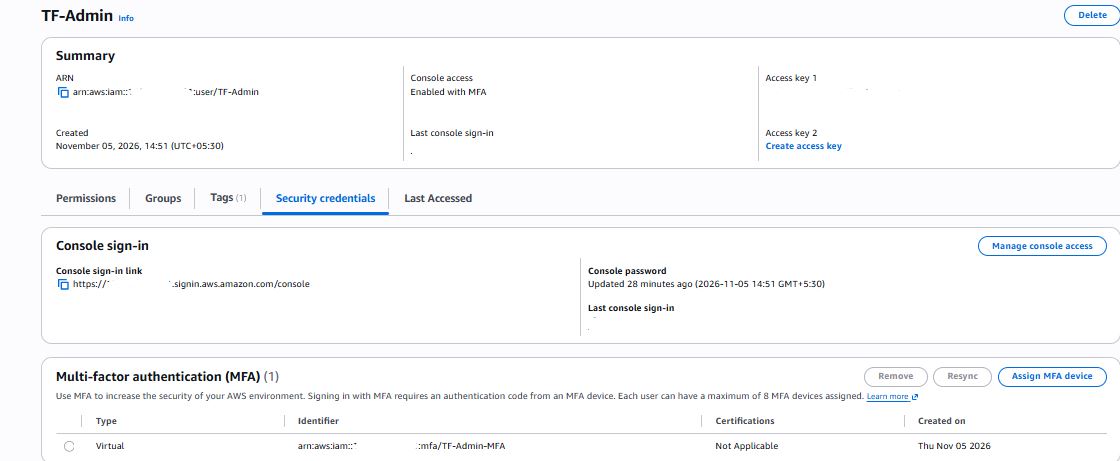 TF-Admin Info
Delete
Summary
ARN
arn:aws:iam:: :user/TF-Admin
Console access
Enabled with MFA
Access key 1
Created
November 05, 2026, 14:51 (UTC+05:30)
Last console sign-in
Access key 2
Create access key
Permissions
Groups
Tags (1)
Security credentials
Last Accessed
Console sign-in
Manage console access
Console sign-in link
https:// .signin.aws.amazon.com/console
Console password
Updated 28 minutes ago (2026-11-05 14:51 GMT+5:30)
Last console sign-in
Multi-factor authentication (MFA) (1)
Remove
Resync
Assign MFA device
Use MFA to increase the security of your AWS environment. Signing in with MFA requires an authentication code from an MFA device. Each user can have a maximum of 8 MFA devices assigned. Learn more
Type
Identifier
Certifications
Created on
Virtual
arn:aws:iam:: :mfa/TF-Admin-MFA
Not Applicable
Thu Nov 05 2026